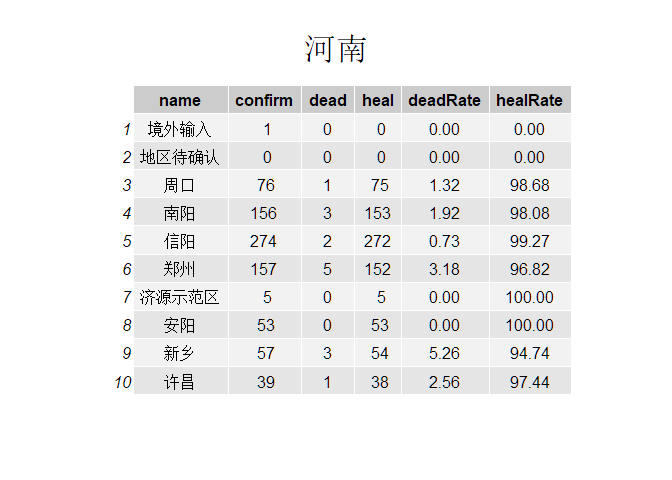 河南
name confirm dead heal deadRate healRate
1 境外输入 1 0 0 0.00 0.00
2 地区待确认 0 0 0 0.00 0.00
3 周口 76 1 75 1.32 98.68
4 南阳 156 3 153 1.92 98.08
5 信阳 274 2 272 0.73 99.27
6 郑州 157 5 152 3.18 96.82
7 济源示范区 5 0 5 0.00 100.00
8 安阳 53 0 53 0.00 100.00
9 新乡 57 3 54 5.26 94.74
10 许昌 39 1 38 2.56 97.44